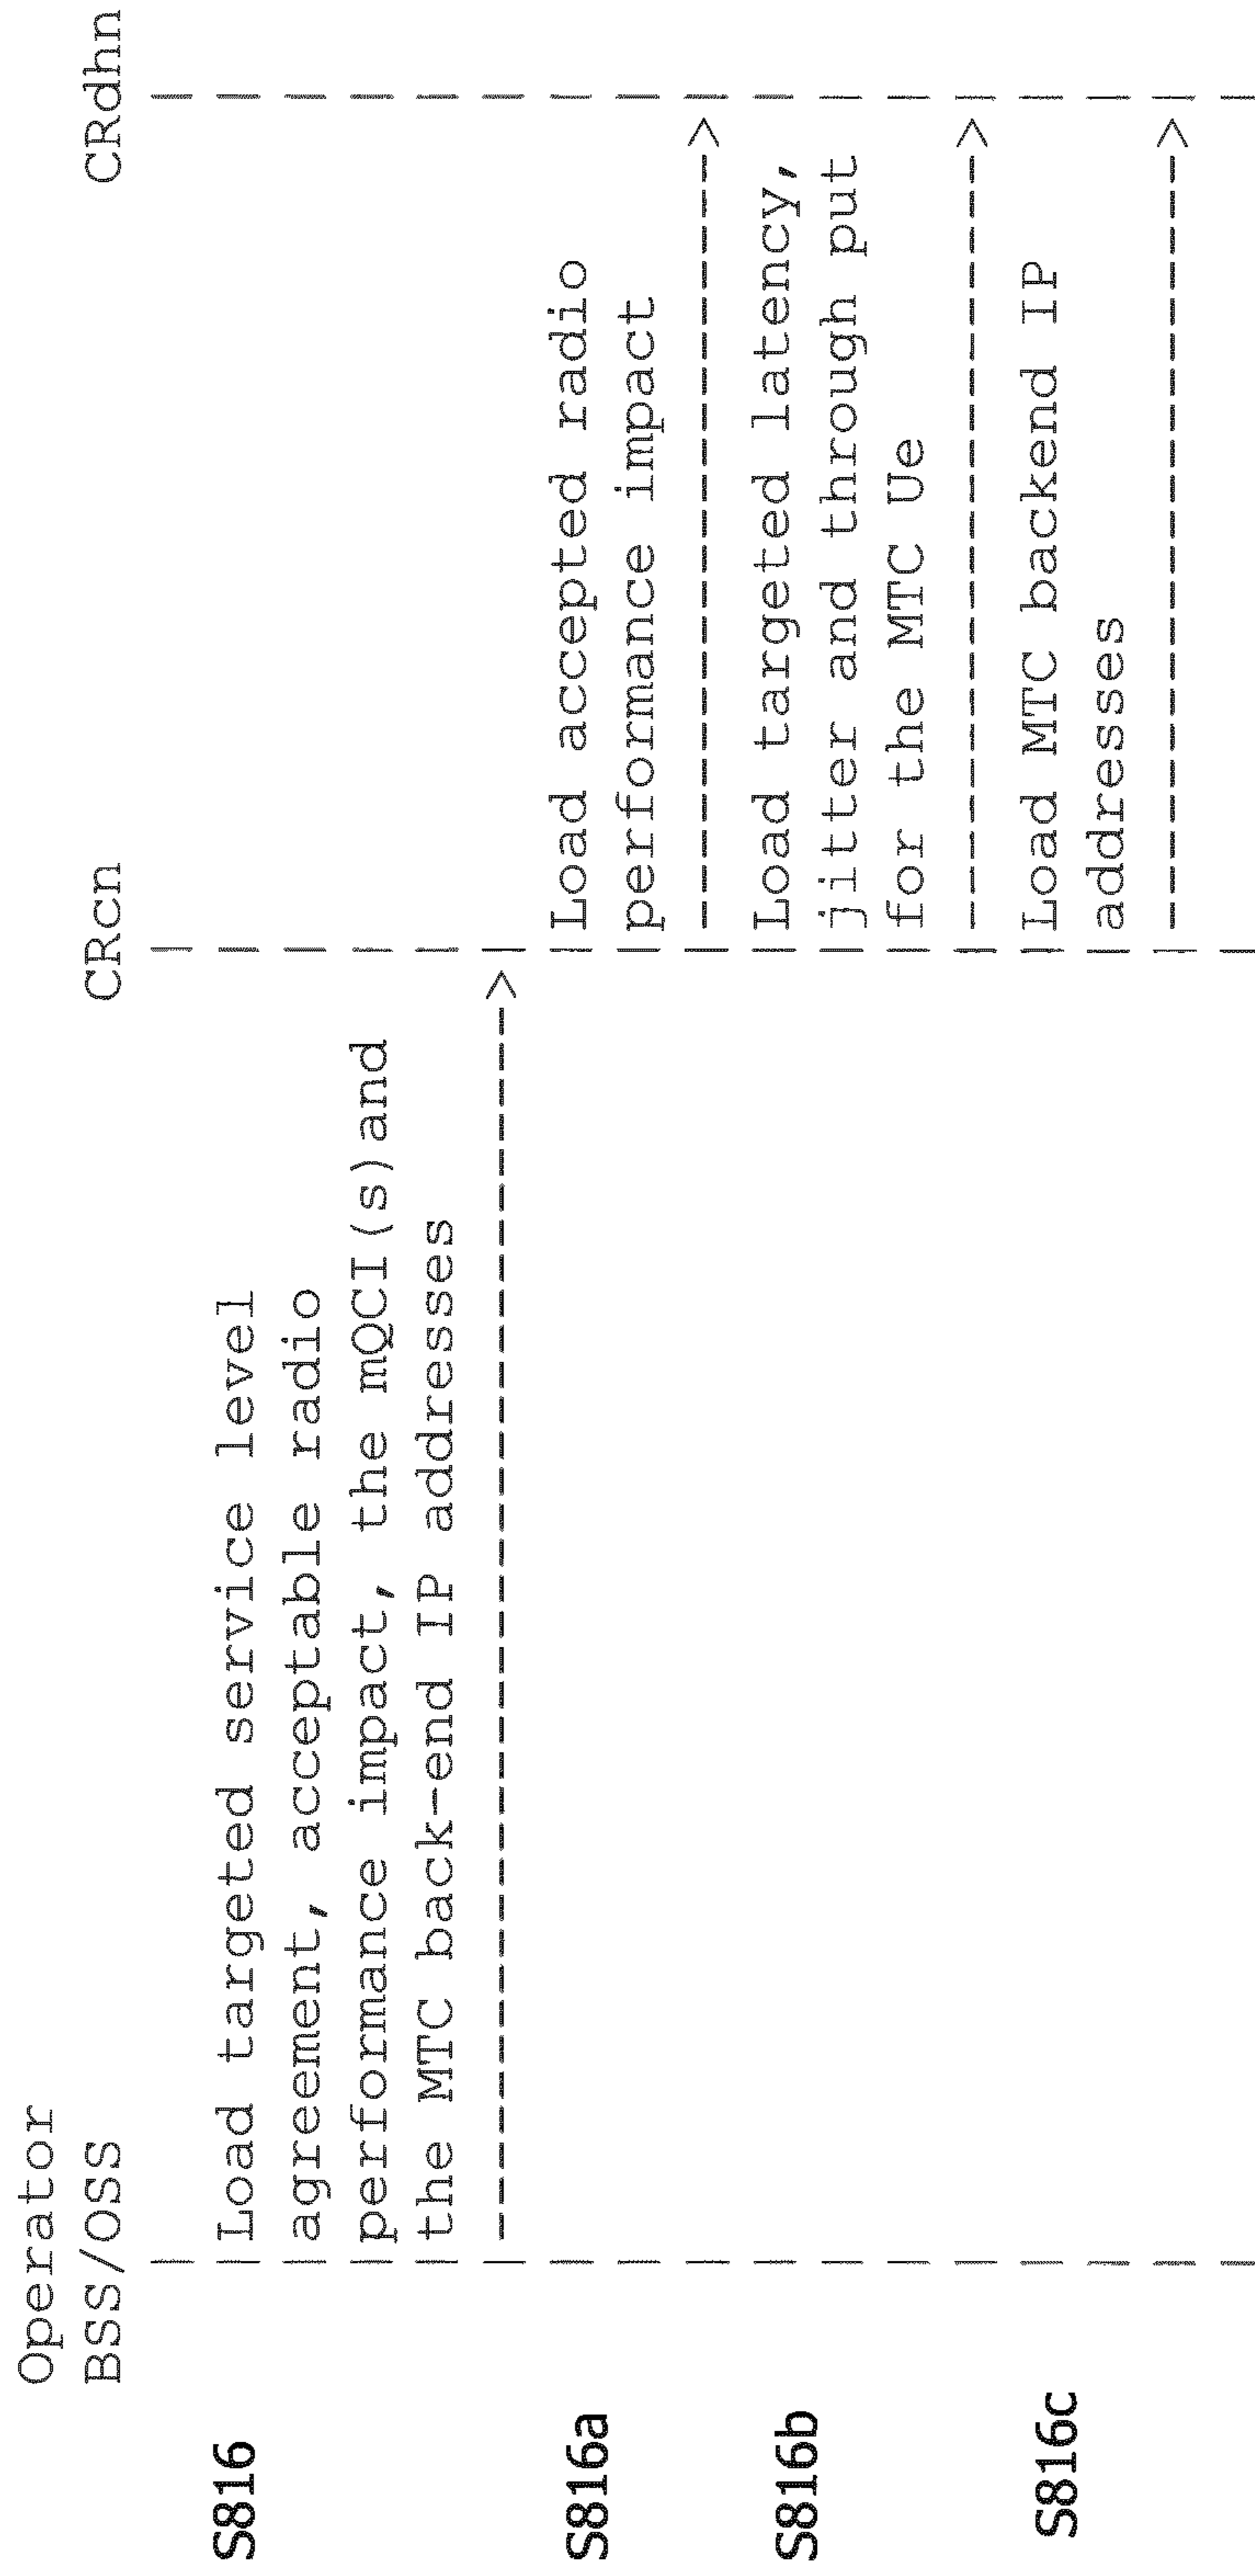 Operator
BSS/OSS CRcn CRdhn
S816 Load targeted service level
agreement, acceptable radio
performance impact, the mQCI(s)and
the MTC back-end IP addresses
S816a Load accepted radio
performance impact
S816b Load targeted latency,
jitter and through put
for the MTC Ue
S816c Load MTC backend IP
addresses